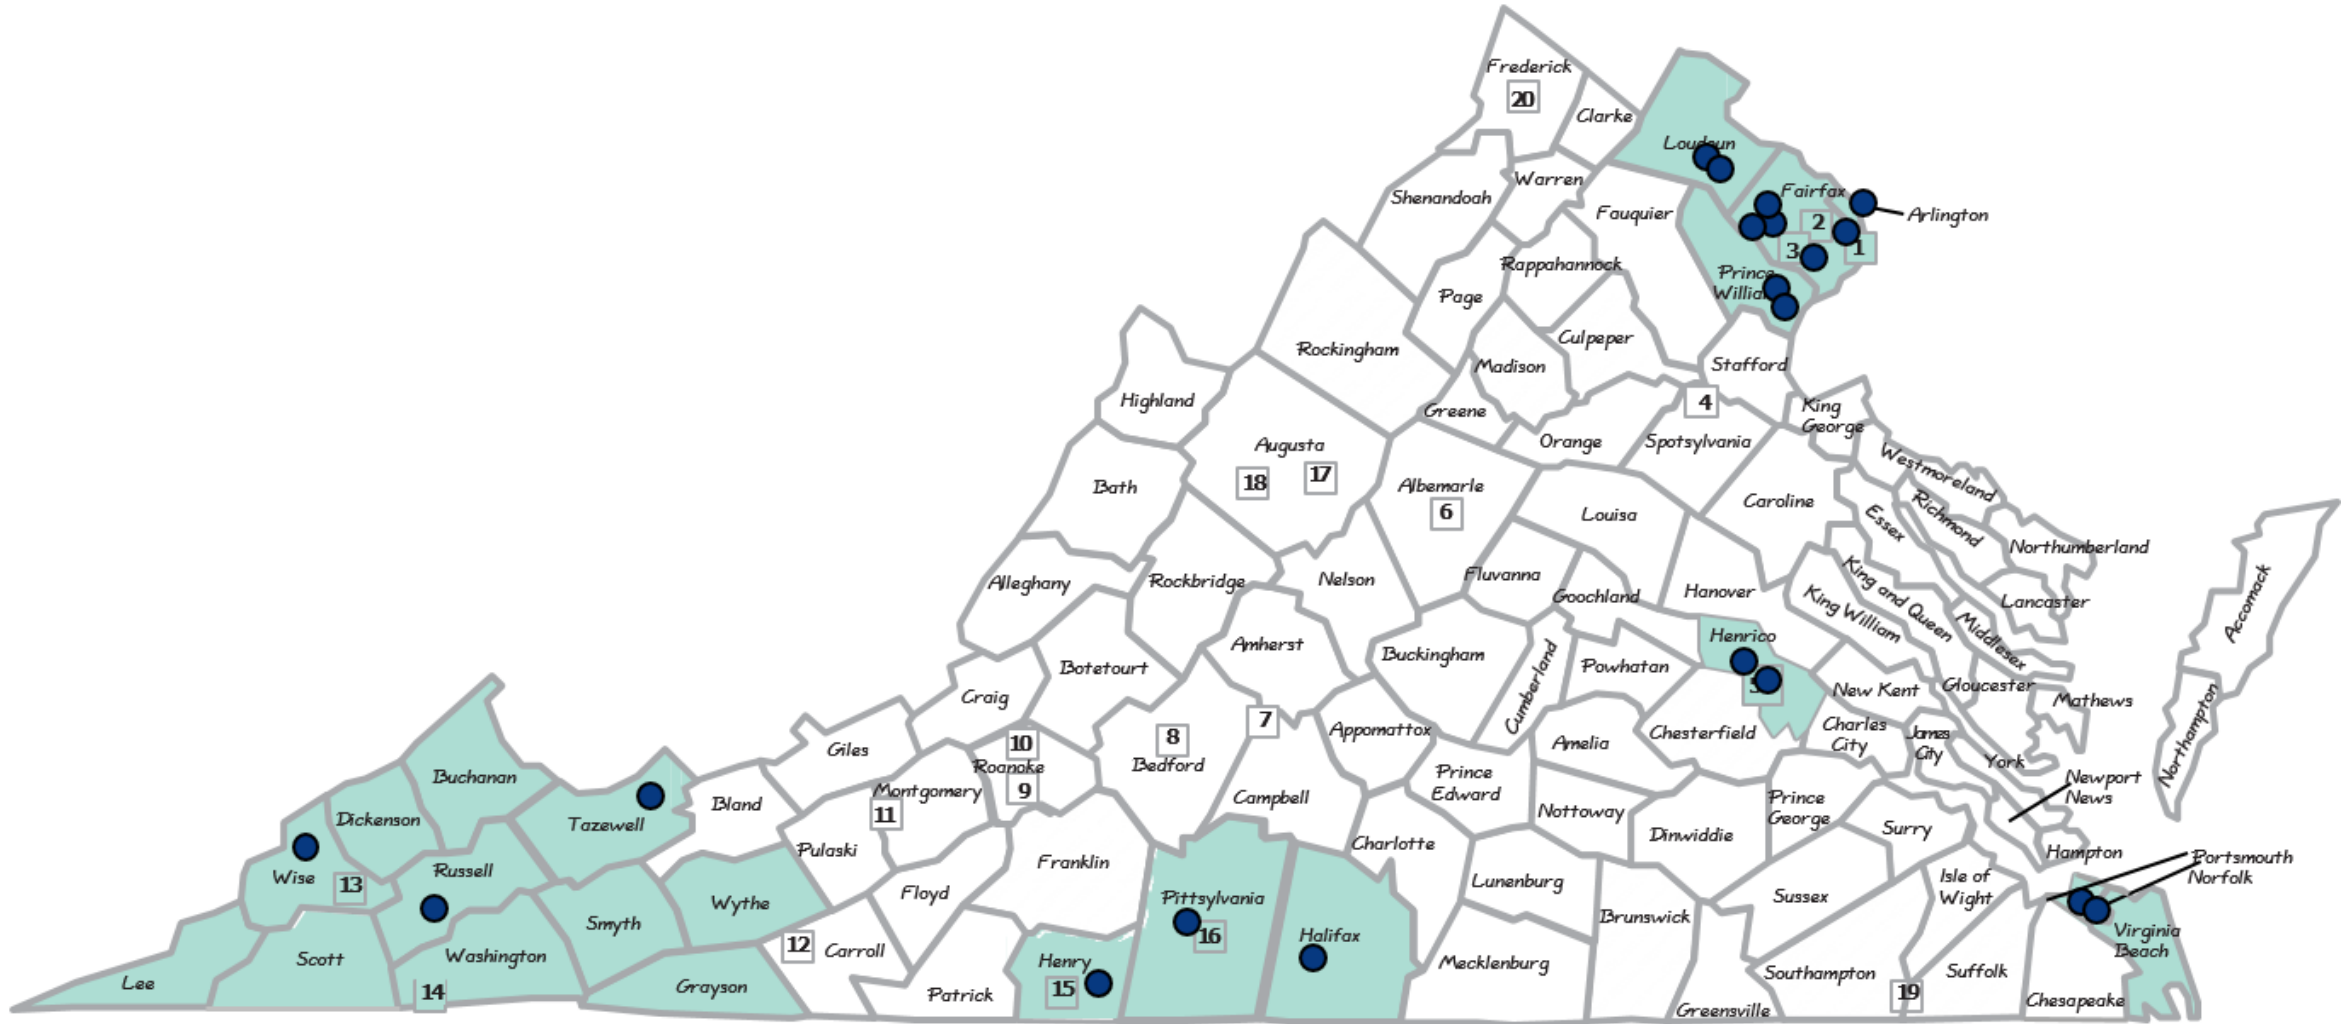 Frederick
20
Clarke
Loudoun
Shenandoah
Warren
Fauquier
Fairfax
Arlington
2
3
1
Rappahannock
Prince
William
Page
Rockingham
Culpeper
Madison
Stafford
Highland
Greene
4
King
George
Augusta
Orange
Spotsylvania
18
17
Bath
Albemarle
6
Louisa
Caroline
Westmoreland
Richmond
Essex
Northumberland
Alleghany
Rockbridge
Nelson
Fluvanna
Goochland
Hanover
King and Queen
King William
Lancaster
Middlesex
Accomack
Henrico
5
Amherst
Buckingham
Cumberland
Powhatan
Botetourt
Craig
New Kent
Gloucester
Mathews
Northampton
10
Roanoke
9
8
Bedford
7
Appomattox
Amelia
Chesterfield
Charles
City
James
City
York
Newport
News
Giles
Montgomery
11
Buchanan
Bland
Campbell
Prince
Edward
Nottoway
Prince
George
Dinwiddie
Surry
Hampton
Portsmouth
Norfolk
Dickenson
Tazewell
Pulaski
Franklin
Charlotte
Wise
13
Russell
Floyd
Lunenburg
Isle of
Wight
Sussex
Wythe
Smyth
Pittsylvania
16
Halifax
Brunswick
Virginia
Beach
Lee
Scott
Washington
14
12
Carroll
Henry
15
Mecklenburg
Southampton
Suffolk
19
Grayson
Patrick
Greensville
Chesapeake